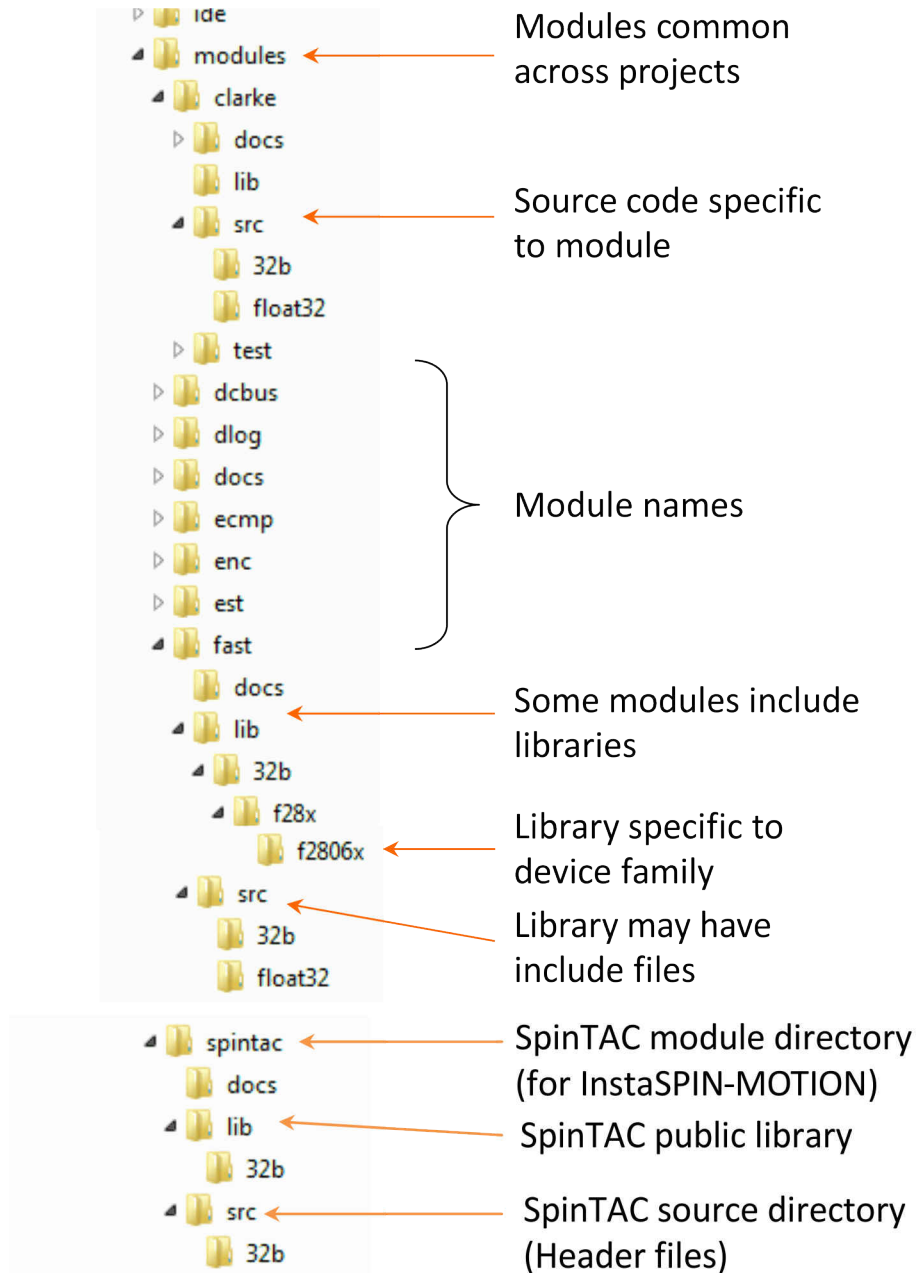 ide
modules
Modules common
across projects
clarke
docs
lib
src
Source code specific
to module
32b
float32
test
dcbus
dlog
docs
ecmp
Module names
enc
est
fast
docs
Some modules include
libraries
lib
32b
f28x
f2806x
Library specific to
device family
src
Library may have
include files
32b
float32
spintac
SpinTAC module directory
(for InstaSPIN-MOTION)
docs
lib
SpinTAC public library
32b
src
SpinTAC source directory
(Header files)
32b